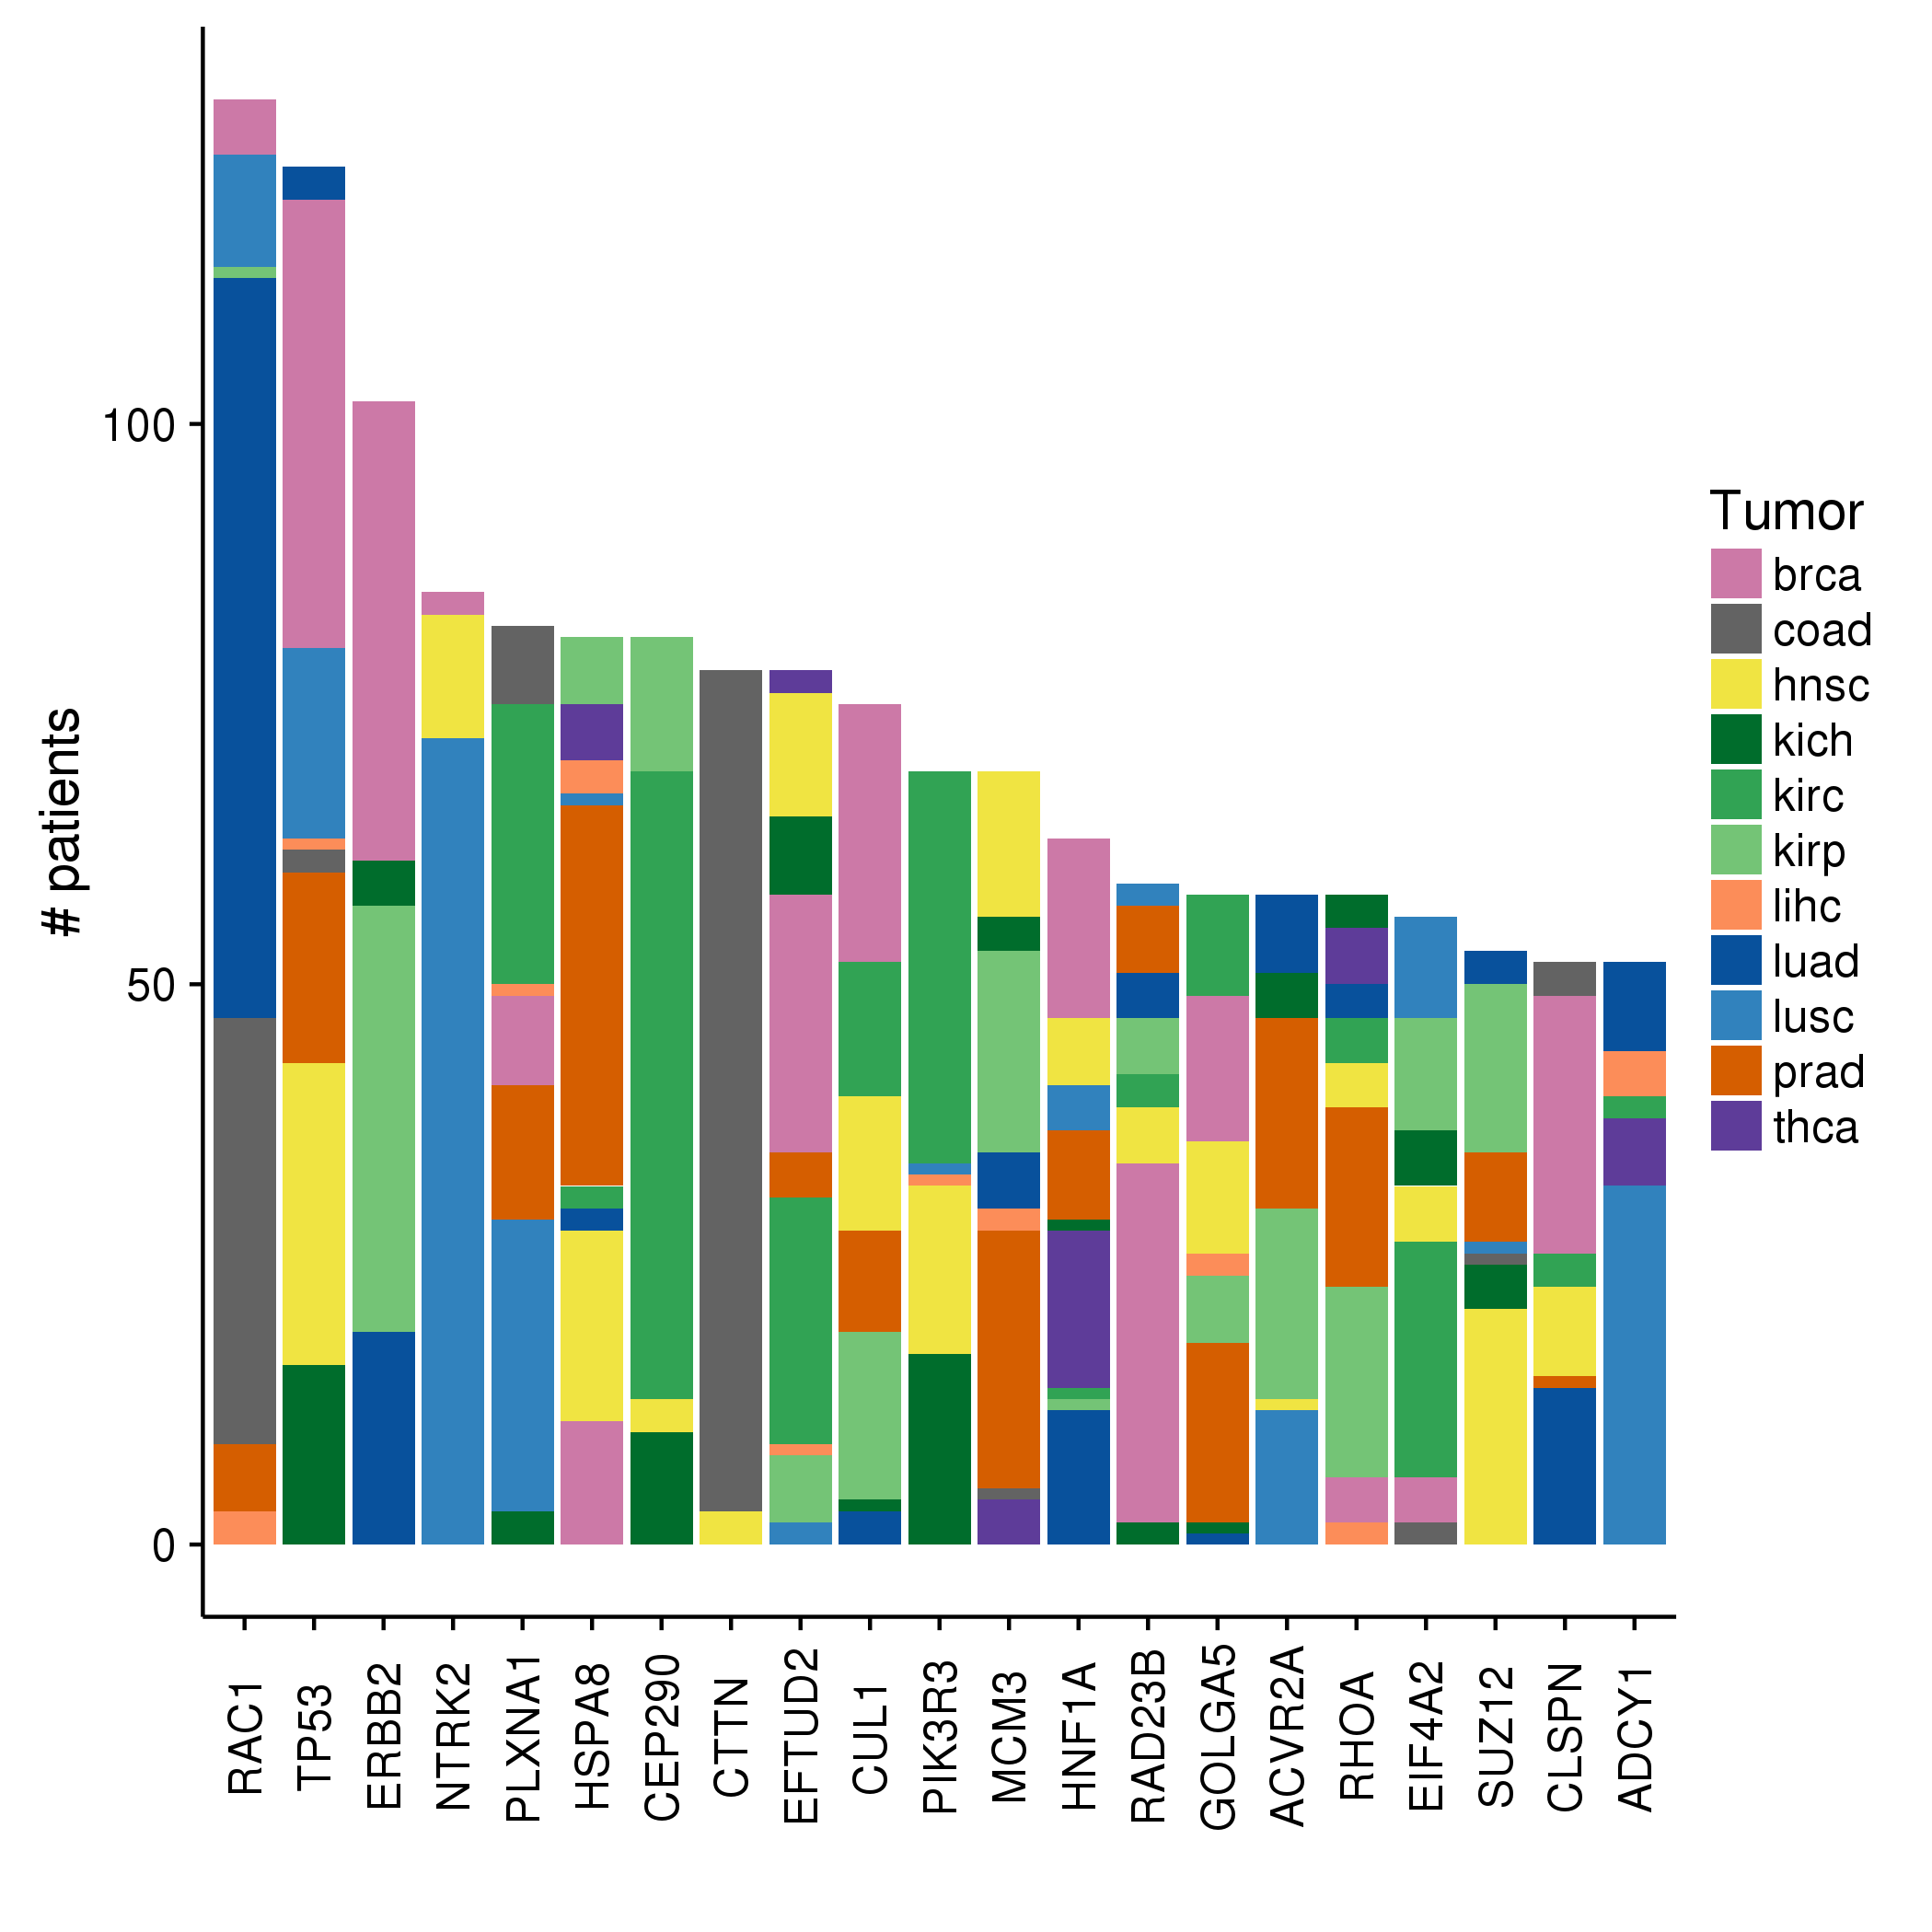 # patients
100
50
0
RAC1
TP53
ERBB2
NTRK2
PLXNA1
HSPA8
CEP290
CTTN
EFTUD2
CUL1
PIK3R3
MCM3
HNF1A
RAD23B
GOLGA5
ACVR2A
RHOA
EIF4A2
SUZ12
CLSPN
ADCY1
Tumor
brca
coad
hnsc
kich
kirc
kirp
lihc
luad
lusc
prad
thca